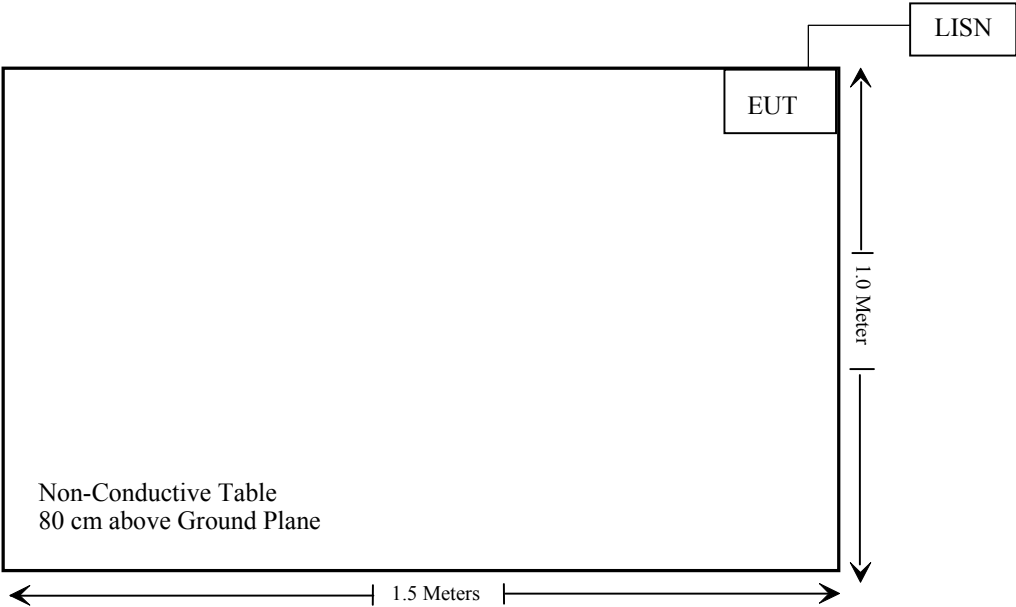 LISN
EUT
1.0 Meter
Non-Conductive Table
80 cm above Ground Plane
1.5 Meters